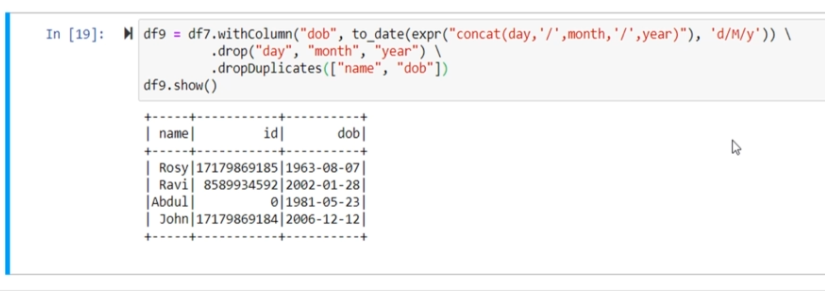 In [19]: df9 = df7.withColumn("dob", to_date(expr("concat(day,'/',month,'/',year)"), 'd/M/y')) \
.drop("day", "month", "year") \
.dropDuplicates(["name", "dob"])
df9.show()
+-----+-----------+----------+
| name|         id|       dob|
+-----+-----------+----------+
| Rosy|17179869185|1963-08-07|
| Ravi| 8589934592|2002-01-28|
|Abdul|          0|1981-05-23|
| John|17179869184|2006-12-12|
+-----+-----------+----------+